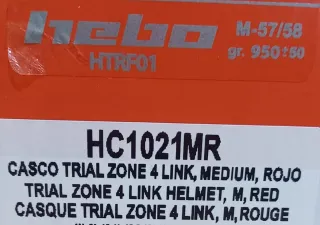 hebo M-57/58
HTRF01 gr. 950±50
HC1021MR
CASCO TRIAL ZONE 4 LINK, MEDIUM, ROJO
TRIAL ZONE 4 LINK HELMET, M, RED
CASQUE TRIAL ZONE 4 LINK, M, ROUGE